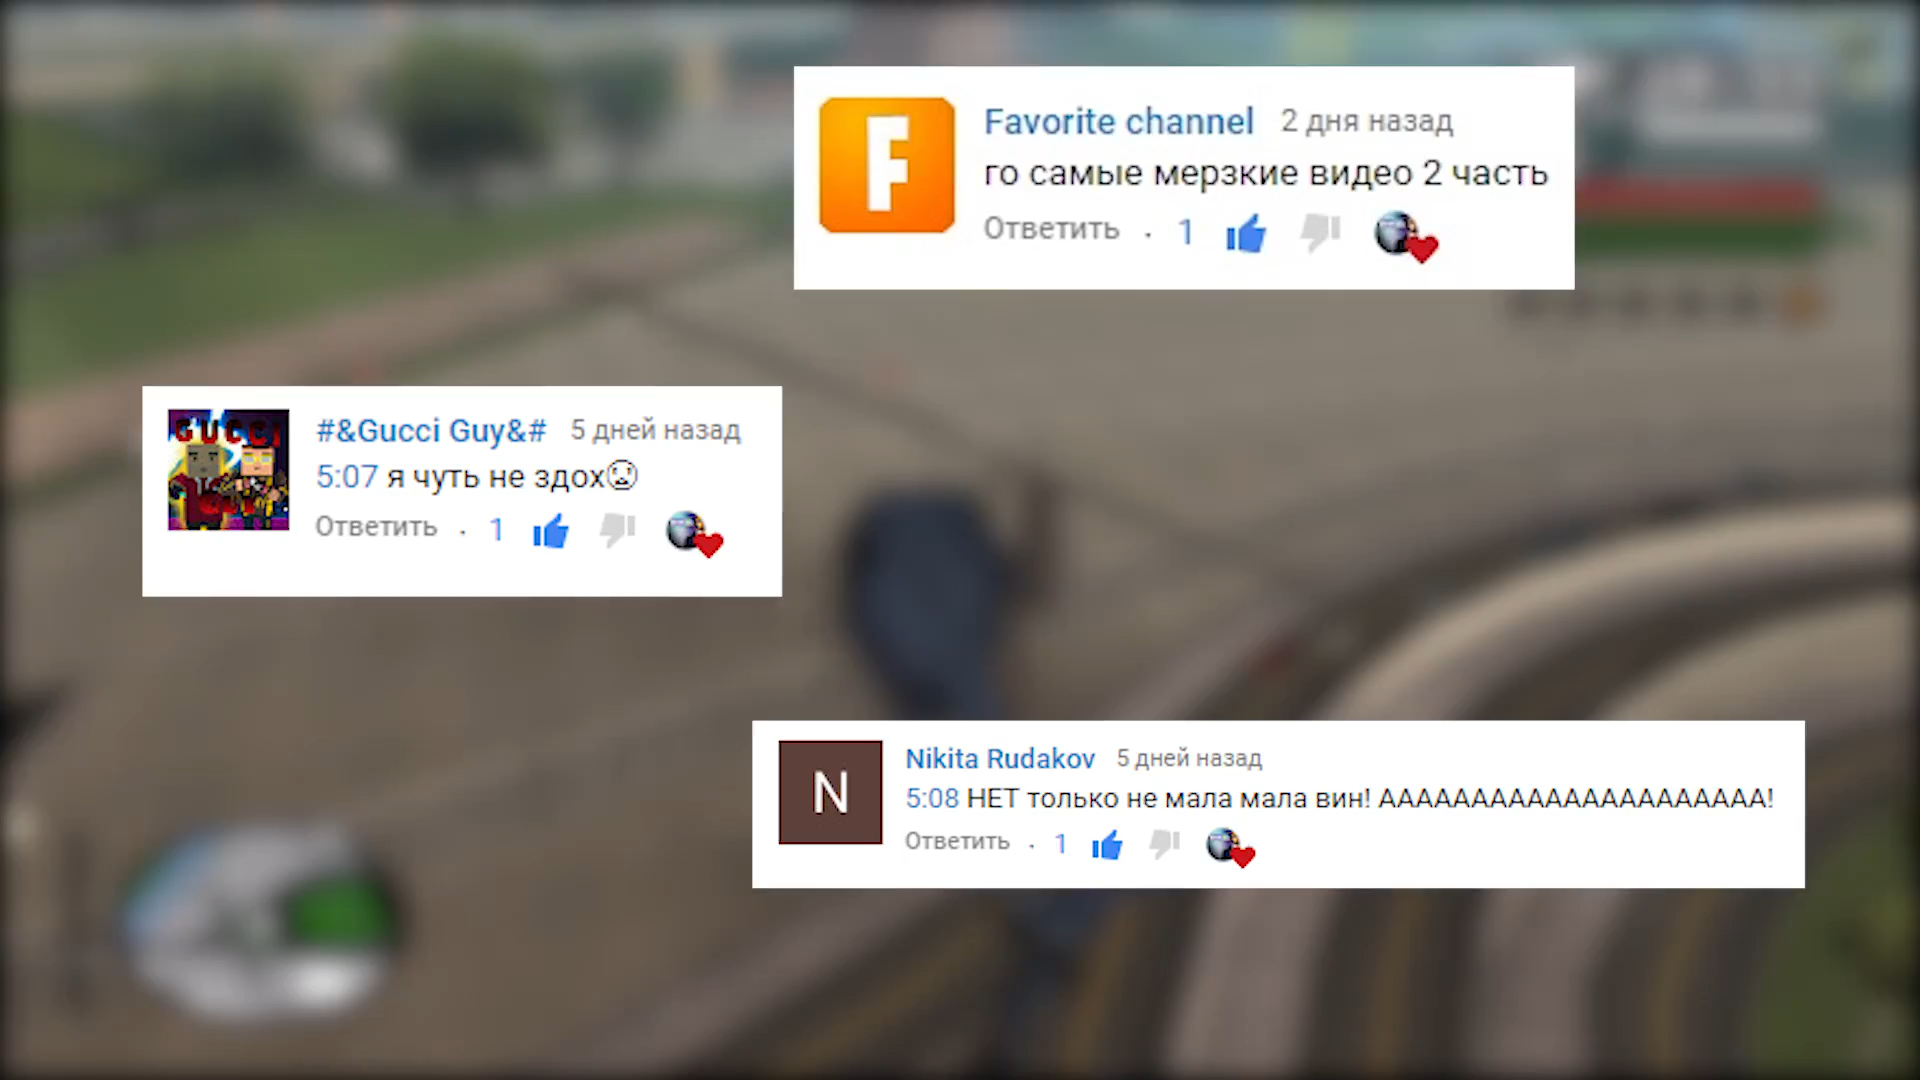 F
Favorite channel 2 дня назад
го самые мерзкие видео 2 часть
Ответить · 1
GUCCI
#&Gucci Guy&# 5 дней назад
5:07 я чуть не здох😟
Ответить · 1
N
Nikita Rudakov 5 дней назад
5:08 НЕТ только не мала мала вин! АААААААААААААААААААААА!
Ответить · 1